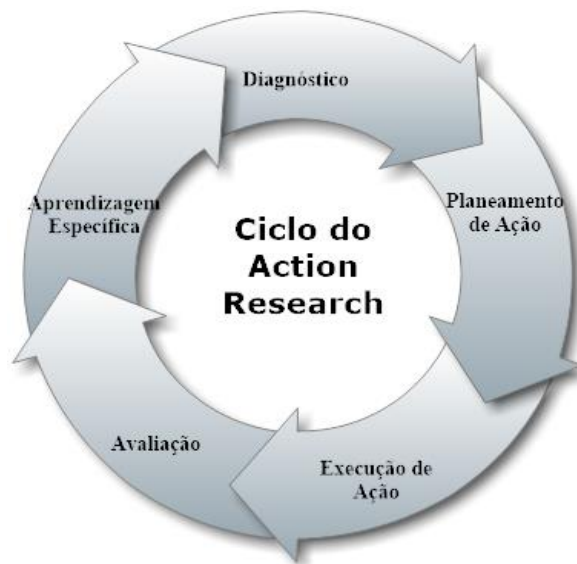 Diagnóstico
Planeamento
de Ação
Execução de
Ação
Avaliação
Aprendizagem
Específica
Ciclo do
Action
Research